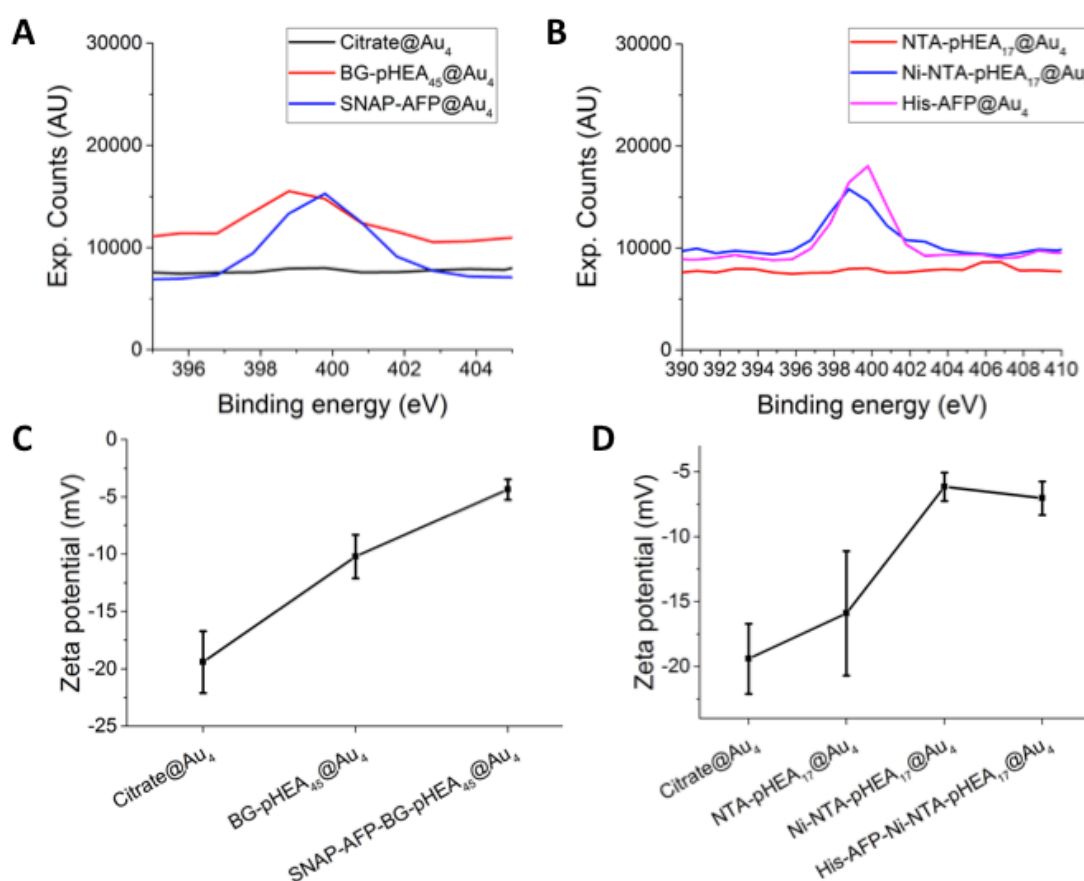 A
30000
20000
10000
0
Exp. Counts (AU)
Citrate@Au₄
BG-pHEA₄₅@Au₄
SNAP-AFP@Au₄
396 398 400 402 404
Binding energy (eV)
B
30000
20000
10000
0
Exp. Counts (AU)
NTA-pHEA₁₇@Au₄
Ni-NTA-pHEA₁₇@Au
His-AFP@Au₄
390 392 394 396 398 400 402 404 406 408 410
Binding energy (eV)
C
0
-5
-10
-15
-20
-25
Zeta potential (mV)
Citrate@Au₄
BG-pHEA₄₅@Au₄
SNAP-AFP-BG-pHEA₄₅@Au₄
D
-5
-10
-15
-20
Zeta potential (mV)
Citrate@Au₄
NTA-pHEA₁₇@Au₄
Ni-NTA-pHEA₁₇@Au₄
His-AFP-Ni-NTA-pHEA₁₇@Au₄